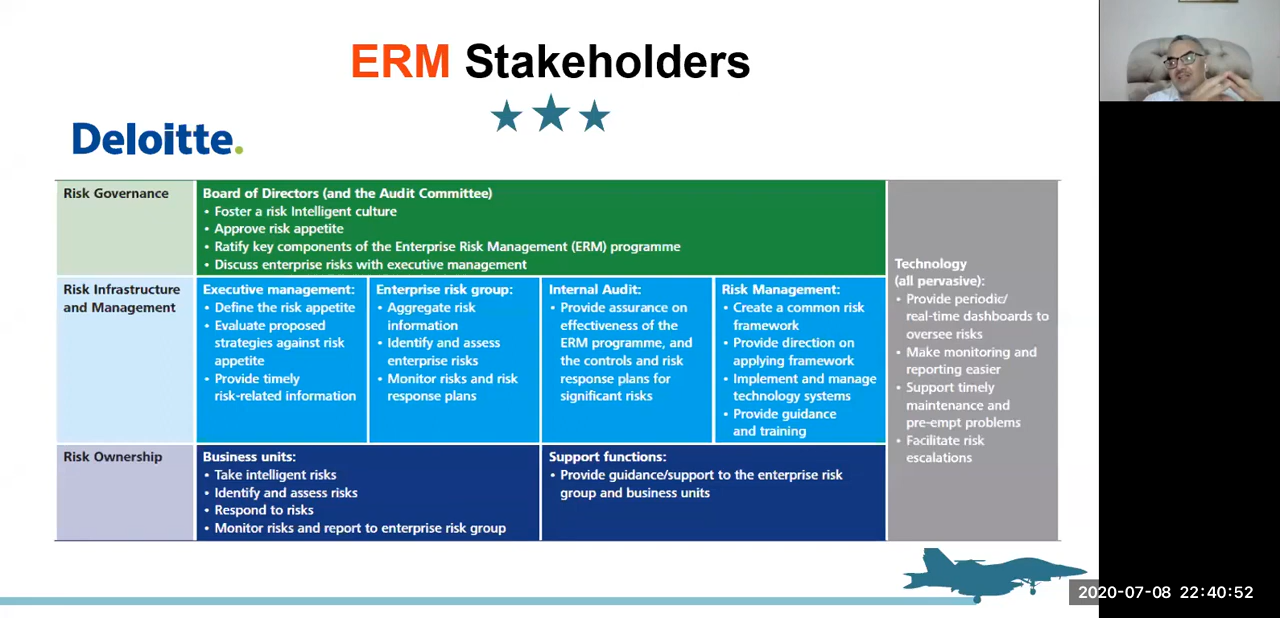 ERM Stakeholders
Deloitte.
Risk Governance
Board of Directors (and the Audit Committee)
• Foster a risk Intelligent culture
• Approve risk appetite
• Ratify key components of the Enterprise Risk Management (ERM) programme
• Discuss enterprise risks with executive management
Risk Infrastructure
and Management
Executive management:
• Define the risk appetite
• Evaluate proposed
strategies against risk
appetite
• Provide timely
risk-related information
Enterprise risk group:
• Aggregate risk
information
• Identify and assess
enterprise risks
• Monitor risks and risk
response plans
Internal Audit:
• Provide assurance on
effectiveness of the
ERM programme, and
the controls and risk
response plans for
significant risks
Risk Management:
• Create a common risk
framework
• Provide direction on
applying framework
• Implement and manage
technology systems
• Provide guidance
and training
Risk Ownership
Business units:
• Take intelligent risks
• Identify and assess risks
• Respond to risks
• Monitor risks and report to enterprise risk group
Support functions:
• Provide guidance/support to the enterprise risk
group and business units
Technology
(all pervasive):
• Provide periodic/
real-time dashboards to
oversee risks
• Make monitoring and
reporting easier
• Support timely
maintenance and
pre-empt problems
• Facilitate risk
escalations
2020-07-08 22:40:52